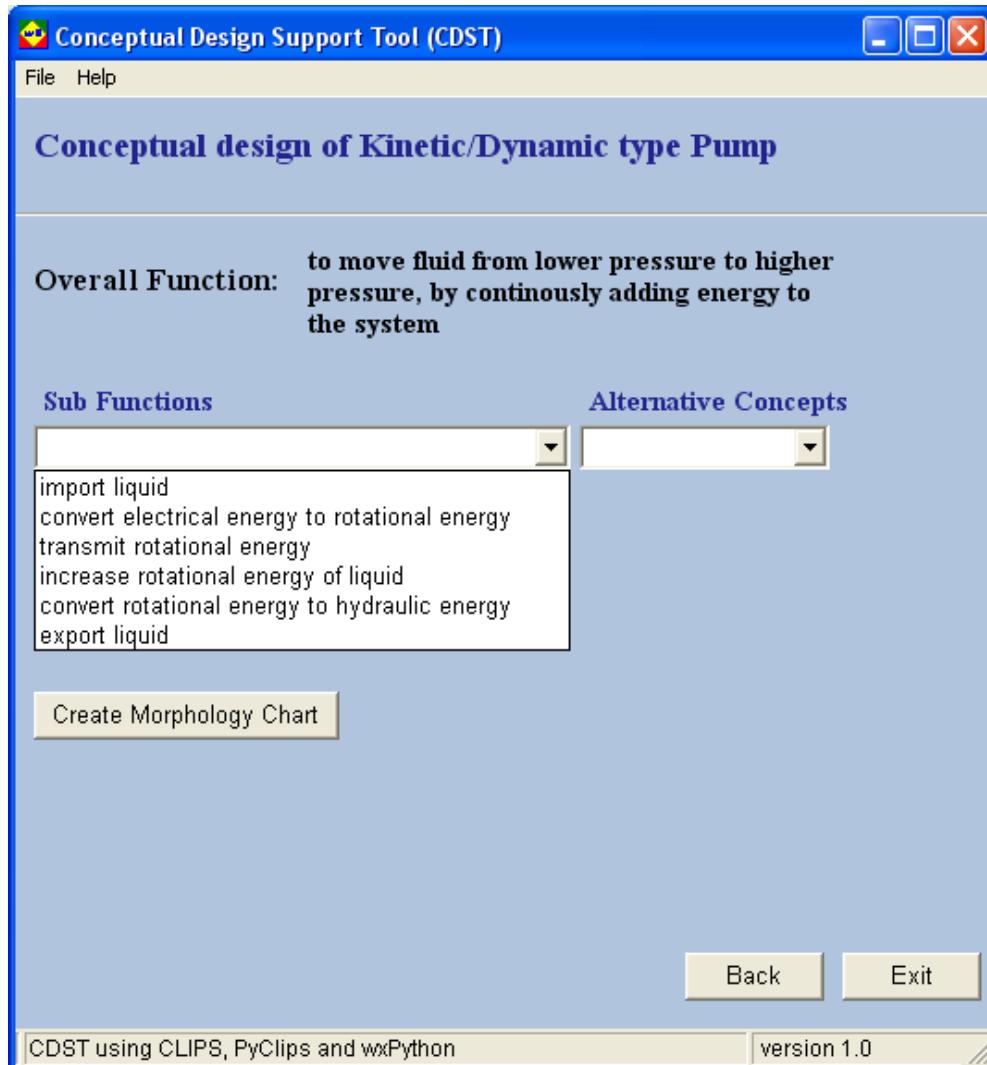 Conceptual Design Support Tool (CDST)
File Help
Conceptual design of Kinetic/Dynamic type Pump
Overall Function:
to move fluid from lower pressure to higher
pressure, by continously adding energy to
the system
Sub Functions
Alternative Concepts
import liquid
convert electrical energy to rotational energy
transmit rotational energy
increase rotational energy of liquid
convert rotational energy to hydraulic energy
export liquid
Create Morphology Chart
Back
Exit
CDST using CLIPS, PyClips and wxPython
version 1.0